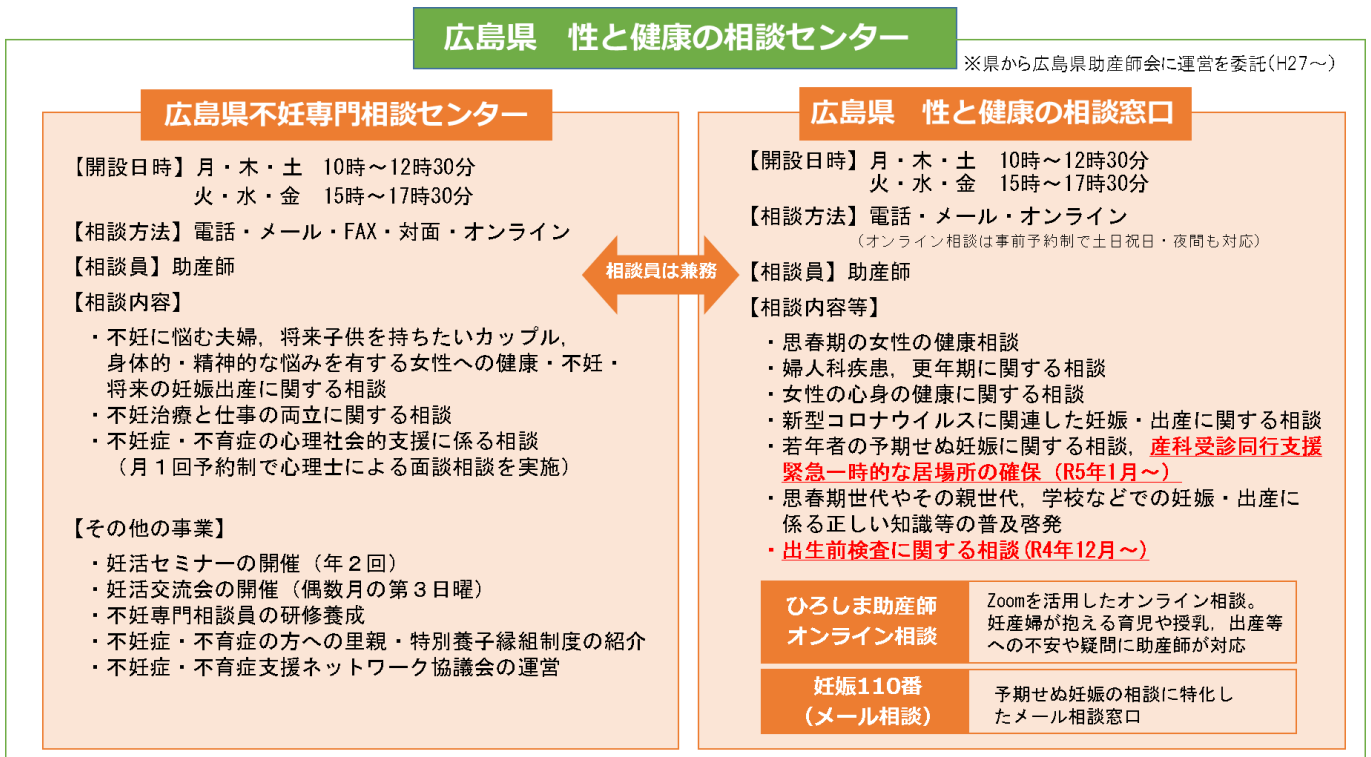 広島県　性と健康の相談センター
※県から広島県助産師会に運営を委託(H27～)
広島県不妊専門相談センター
【開設日時】月・木・土　10時～12時30分
火・水・金　15時～17時30分
【相談方法】電話・メール・FAX・対面・オンライン
【相談員】助産師
【相談内容】
・不妊に悩む夫婦，将来子供を持ちたいカップル，
身体的・精神的な悩みを有する女性への健康・不妊・
将来の妊娠出産に関する相談
・不妊治療と仕事の両立に関する相談
・不妊症・不育症の心理社会的支援に係る相談
（月１回予約制で心理士による面談相談を実施）
【その他の事業】
・妊活セミナーの開催（年２回）
・妊活交流会の開催（偶数月の第３日曜）
・不妊専門相談員の研修養成
・不妊症・不育症の方への里親・特別養子縁組制度の紹介
・不妊症・不育症支援ネットワーク協議会の運営
相談員は兼務
広島県　性と健康の相談窓口
【開設日時】月・木・土　10時～12時30分
火・水・金　15時～17時30分
【相談方法】電話・メール・オンライン
（オンライン相談は事前予約制で土日祝日・夜間も対応）
【相談員】助産師
【相談内容等】
・思春期の女性の健康相談
・婦人科疾患，更年期に関する相談
・女性の心身の健康に関する相談
・新型コロナウイルスに関連した妊娠・出産に関する相談
・若年者の予期せぬ妊娠に関する相談，産科受診同行支援
緊急一時的な居場所の確保（R5年1月～）
・思春期世代やその親世代，学校などでの妊娠・出産に
係る正しい知識等の普及啓発
・出生前検査に関する相談(R4年12月～)
ひろしま助産師
オンライン相談
Zoomを活用したオンライン相談。
妊産婦が抱える育児や授乳，出産等
への不安や疑問に助産師が対応
妊娠110番
（メール相談）
予期せぬ妊娠の相談に特化し
たメール相談窓口